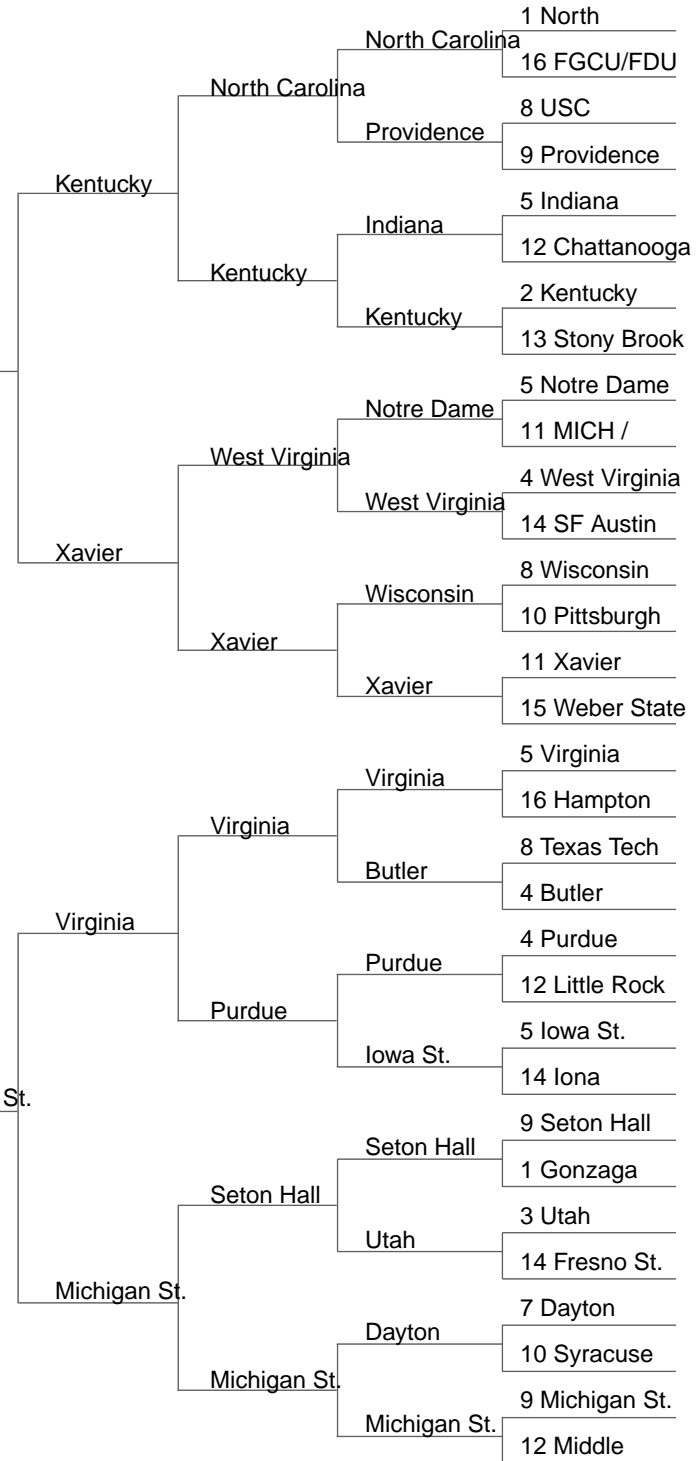 1 North
North Carolina
16 FGCU/FDU
North Carolina
8 USC
Providence
9 Providence
Kentucky
5 Indiana
Indiana
12 Chattanooga
Kentucky
2 Kentucky
Kentucky
13 Stony Brook
5 Notre Dame
Notre Dame
11 MICH /
West Virginia
4 West Virginia
West Virginia
14 SF Austin
Xavier
8 Wisconsin
Wisconsin
10 Pittsburgh
Xavier
11 Xavier
Xavier
15 Weber State
5 Virginia
Virginia
16 Hampton
Virginia
8 Texas Tech
Butler
4 Butler
Virginia
4 Purdue
Purdue
12 Little Rock
Purdue
5 Iowa St.
Iowa St.
14 Iona
St.
9 Seton Hall
Seton Hall
1 Gonzaga
Seton Hall
3 Utah
Utah
14 Fresno St.
Michigan St.
7 Dayton
Dayton
10 Syracuse
Michigan St.
9 Michigan St.
Michigan St.
12 Middle